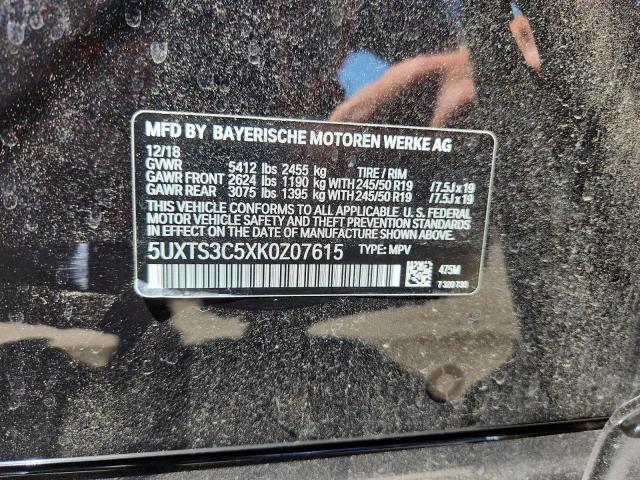 MFD BY BAYERISCHE MOTOREN WERKE AG
12/18
GVWR 5412 lbs 2455 kg TIRE / RIM
GAWR FRONT 2624 lbs 1190 kg WITH 245/50 R19 /7.5Jx19
GAWR REAR 3075 lbs 1395 kg WITH 245/50 R19 /7.5Jx19
THIS VEHICLE CONFORMS TO ALL APPLICABLE U.S. FEDERAL
MOTOR VEHICLE SAFETY AND THEFT PREVENTION STANDARDS
IN EFFECT ON THE DATE OF MANUFACTURE SHOWN ABOVE.
5UXTS3C5XK0Z07615 TYPE: MPV
475M
7 320 730